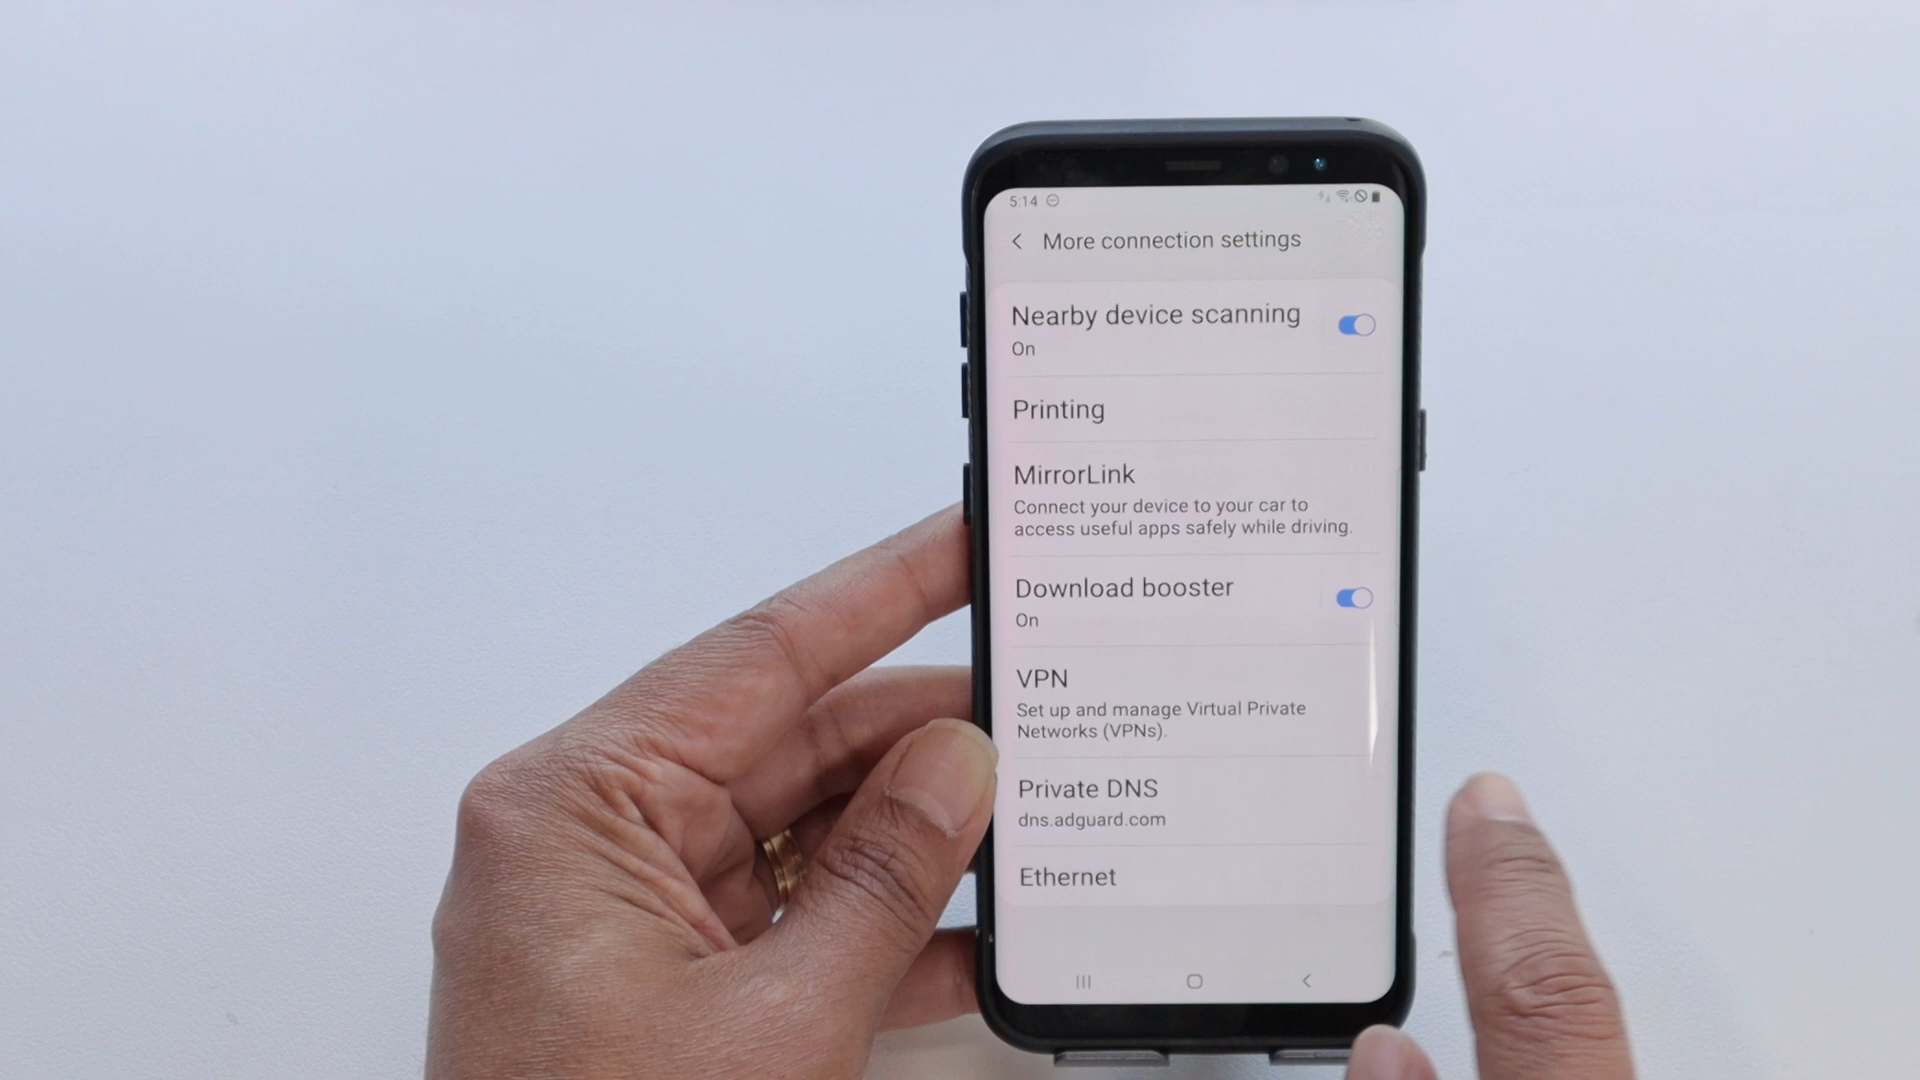 5:14
More connection settings
Nearby device scanning
On
Printing
MirrorLink
Connect your device to your car to
access useful apps safely while driving.
Download booster
On
VPN
Set up and manage Virtual Private
Networks (VPNs).
Private DNS
dns.adguard.com
Ethernet